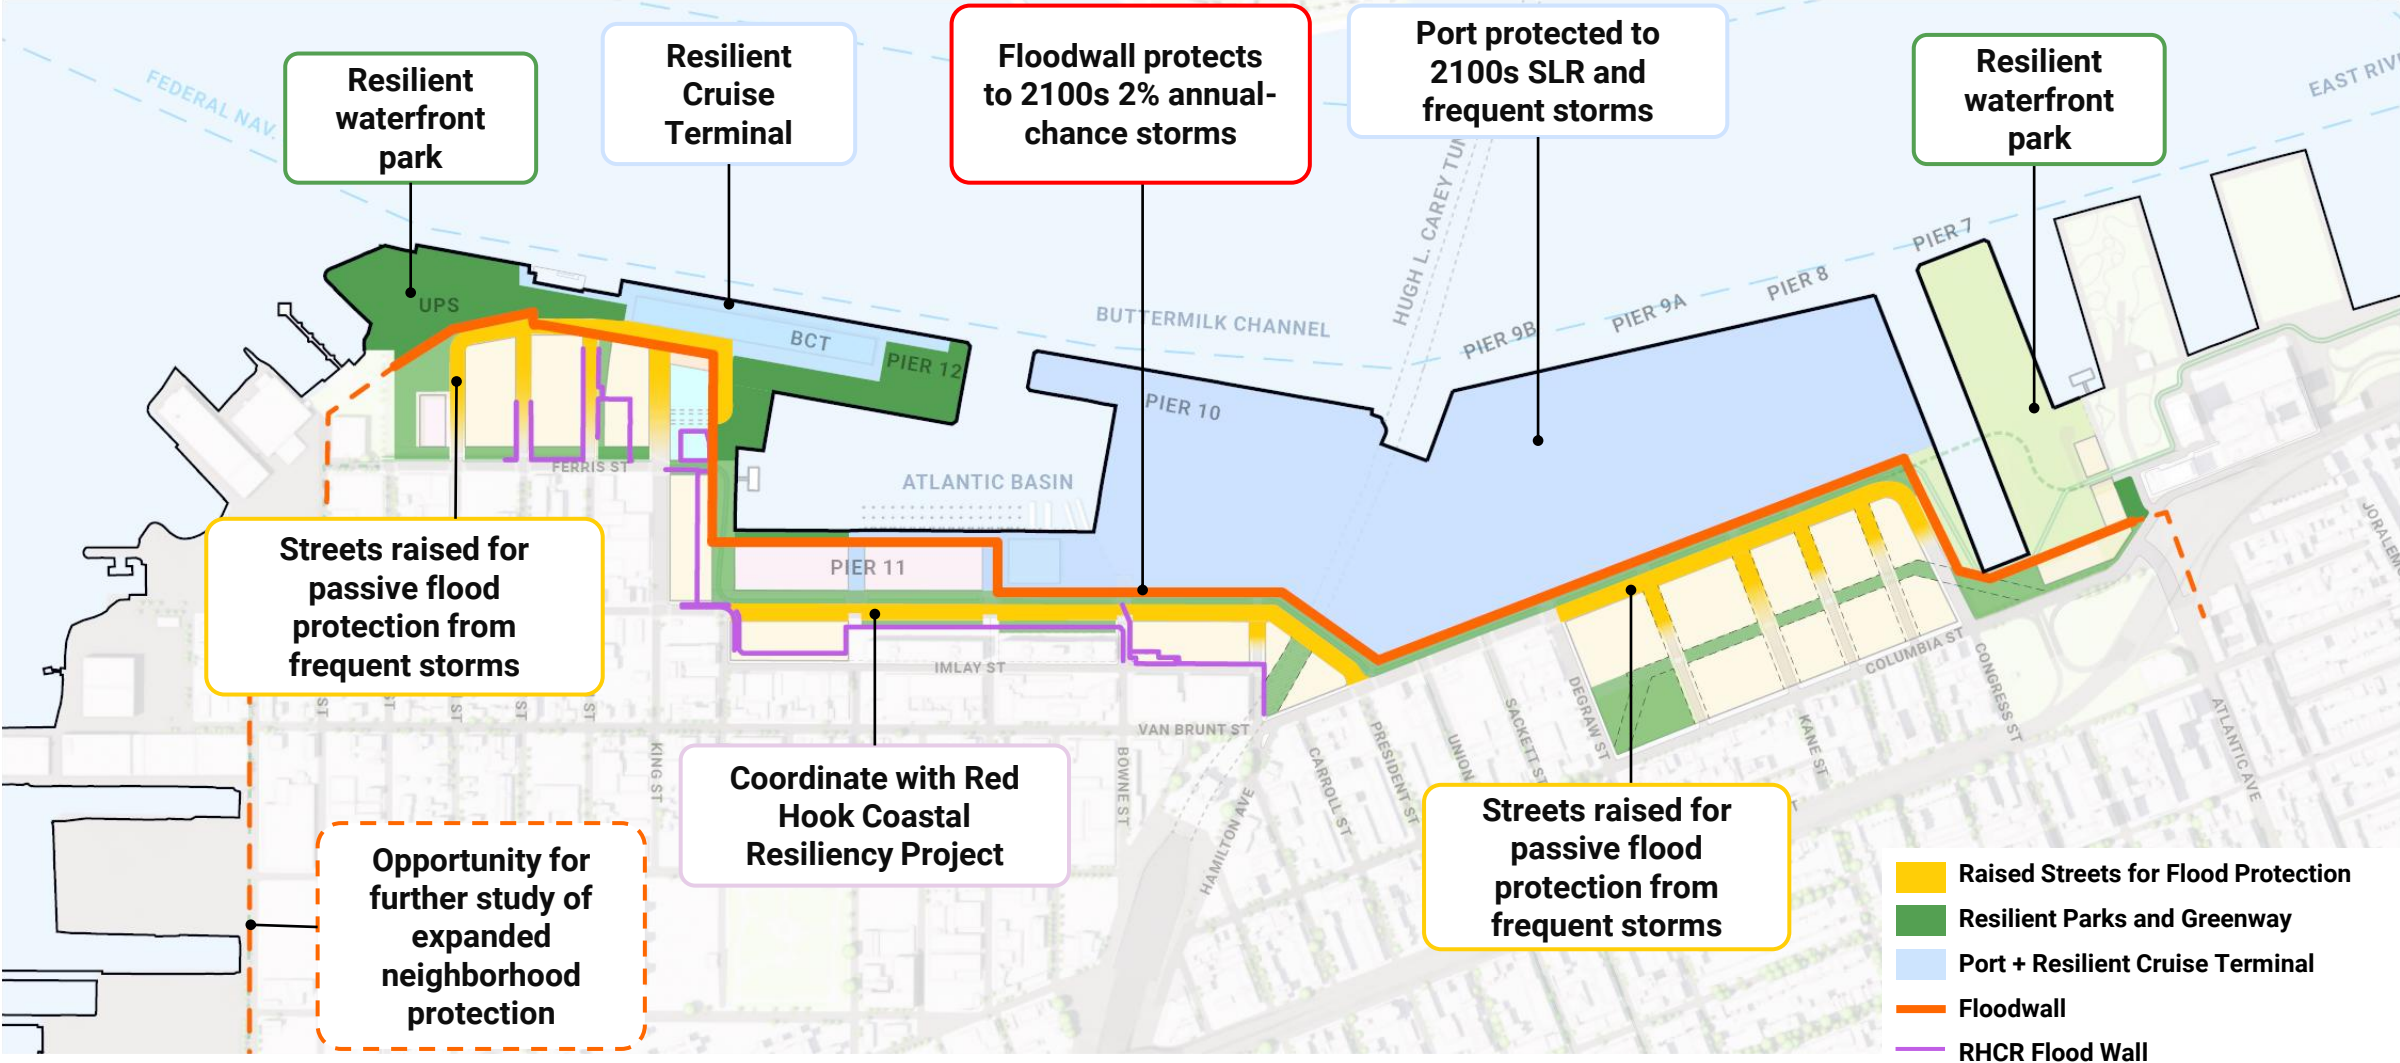 Resilient
waterfront
park
Resilient
Cruise
Terminal
Floodwall protects
to 2100s 2% annual-
chance storms
Port protected to
2100s SLR and
frequent storms
Resilient
waterfront
park
FEDERAL NAV.
EAST
HUGH L. CAREY
PIER 7
PIER 8
PIER 9A
PIER 9B
BUTTERMILK CHANNEL
UPS
BCT
PIER 12
PIER 10
ATLANTIC BASIN
FERRIS ST
PIER 11
Streets raised for
passive flood
protection from
frequent storms
IMLAY ST
VAN BRUNT ST
COLUMBIA ST
CONGRESS ST
DEGRAW ST
SACKETT ST
UNION
PRESIDENT ST
CARROLL ST
KANE ST
ATLANTIC AVE
ST
ST
ST
ST
ST
KING ST
BOWNE ST
HAMILTON AVE
Coordinate with Red
Hook Coastal
Resiliency Project
Opportunity for
further study of
expanded
neighborhood
protection
Streets raised for
passive flood
protection from
frequent storms
Raised Streets for Flood Protection
Resilient Parks and Greenway
Port + Resilient Cruise Terminal
Floodwall
RHCR Flood Wall